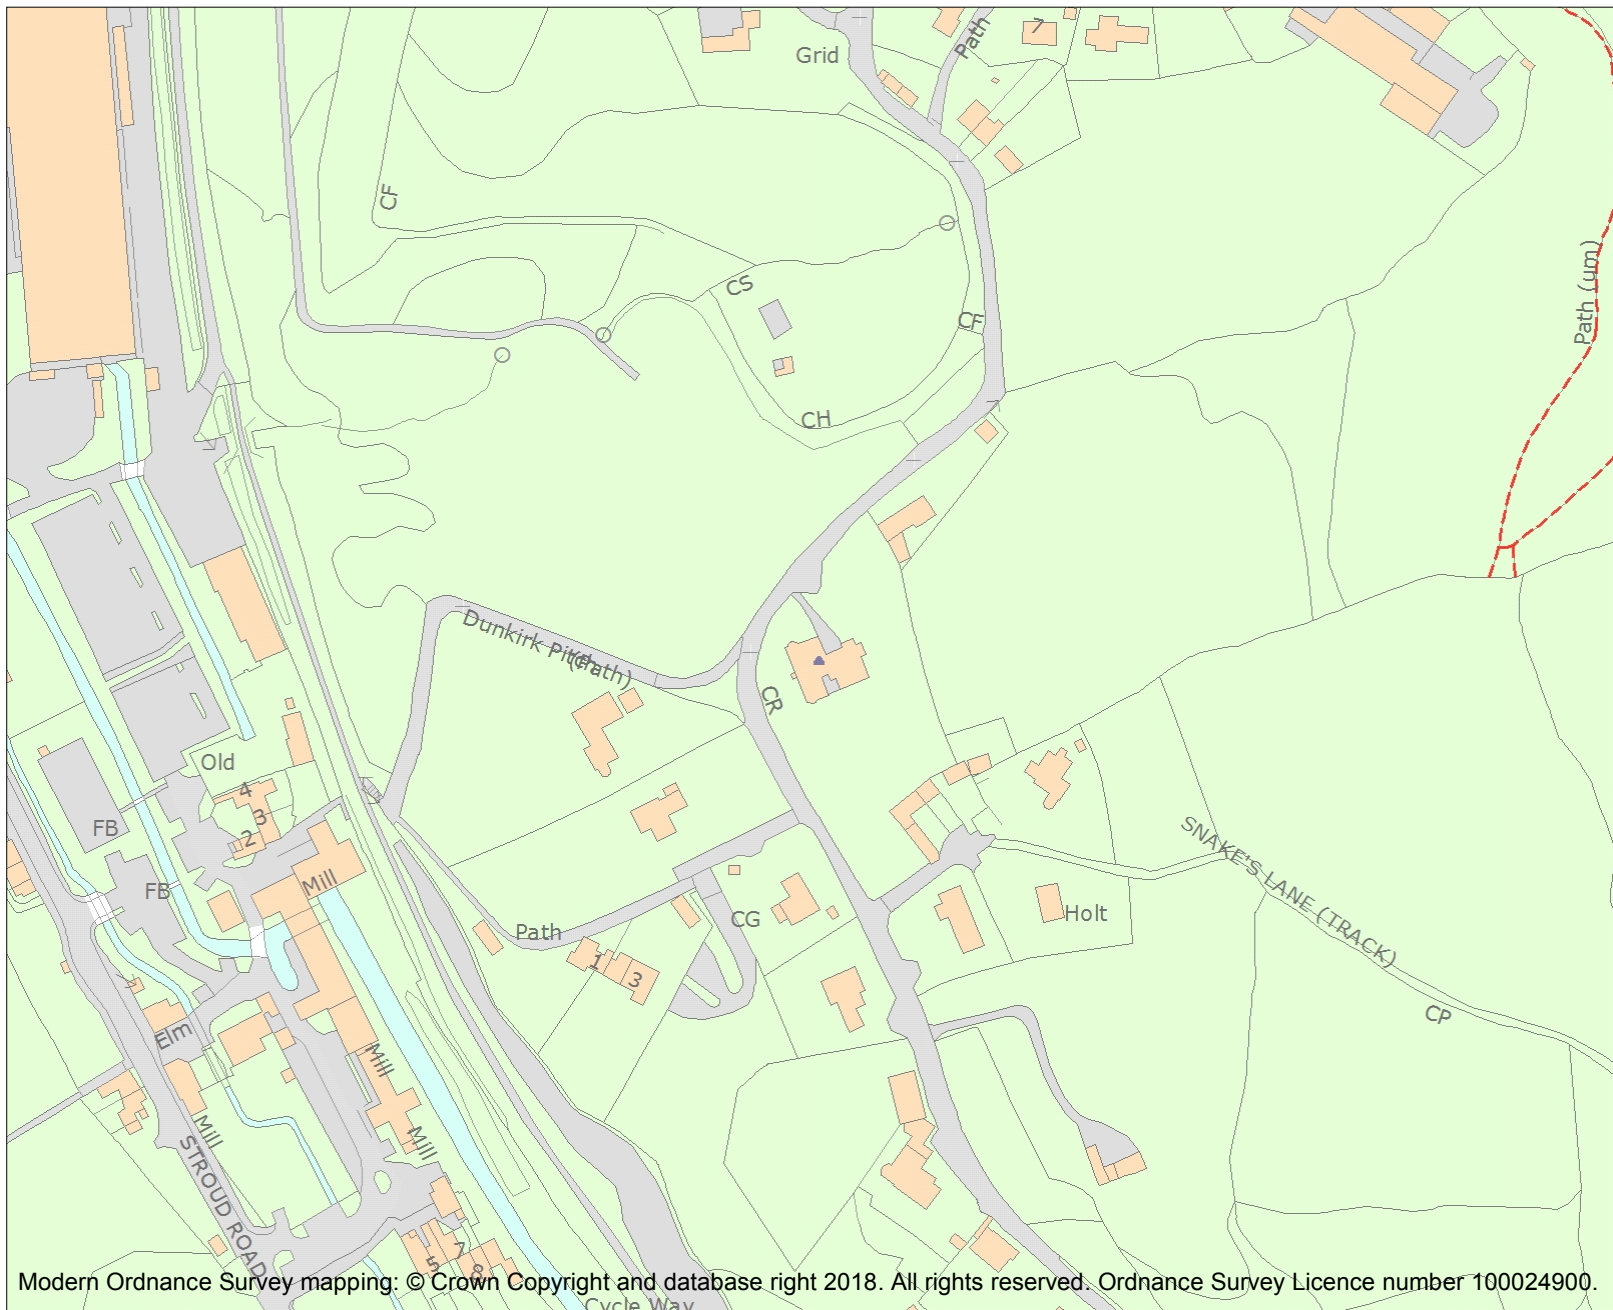 Grid
Path
7
CF
Path (um)
CS
CF
CH
Dunkirk Pitch
(Path)
CR
Old
4
3
2
FB
FB
Mill
SNAKE'S LANE (TRACK)
Holt
CG
Path
1
3
CP
Elm
Mill
Mill
Mill
STROUD ROAD
5
7
8
Modern Ordnance Survey mapping: © Crown Copyright and database right 2018. All rights reserved. Ordnance Survey Licence number 100024900.
Cycle Way